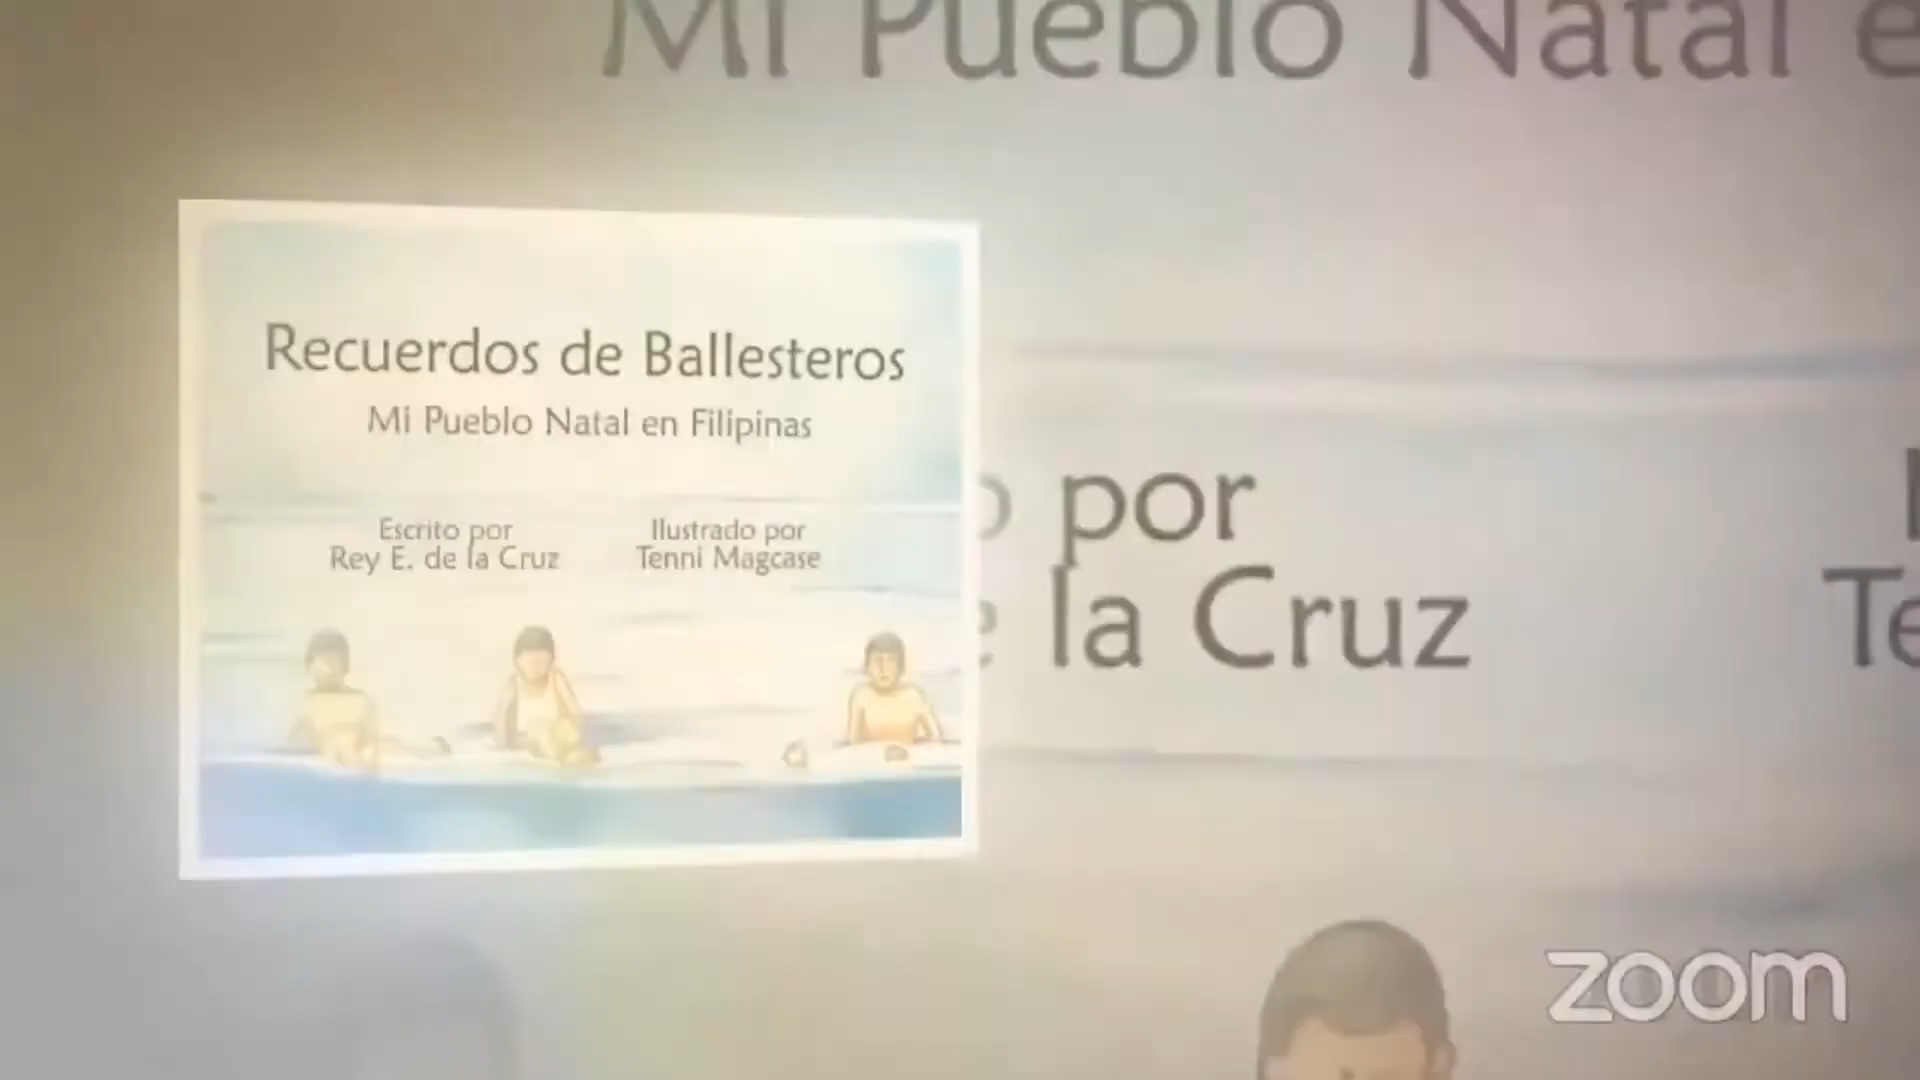 Mi Pueblo Natal e
Recuerdos de Ballesteros
Mi Pueblo Natal en Filipinas
Escrito por
Rey E. de la Cruz
Ilustrado por
Tenni Magcase
o por
e la Cruz
Te
zoom